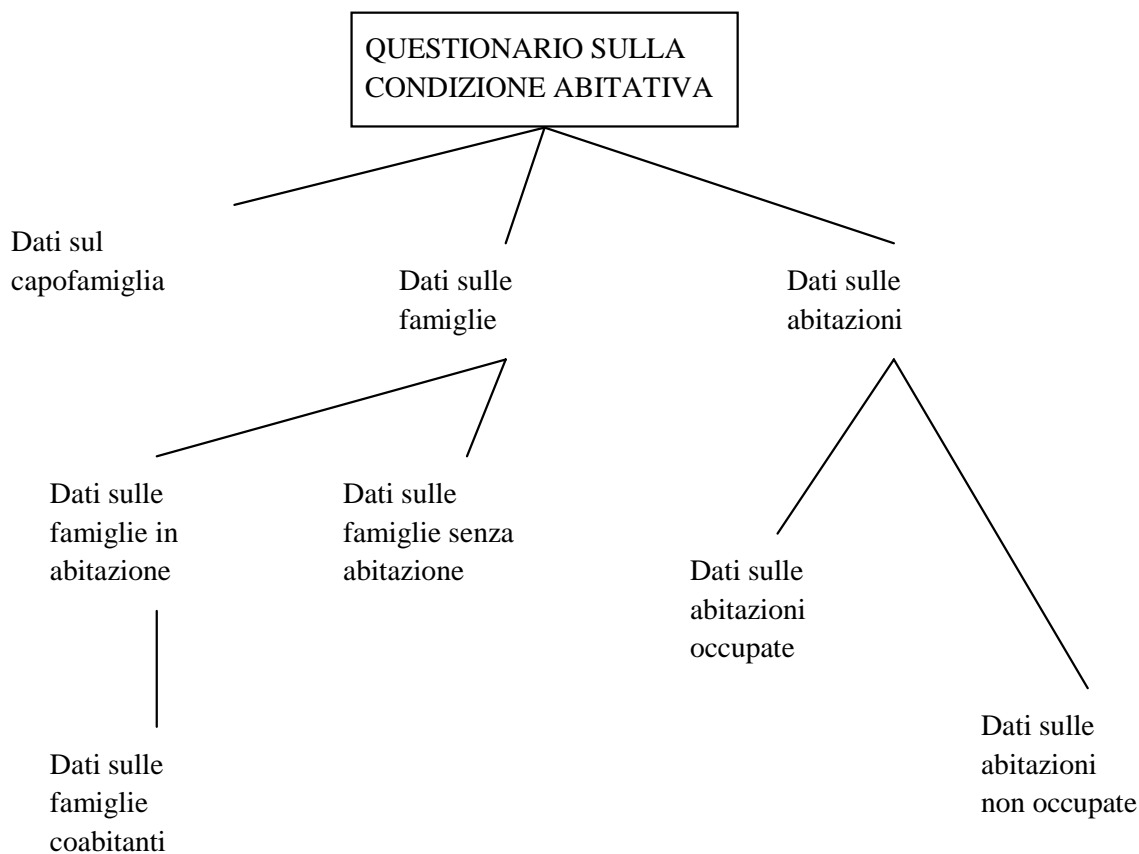 QUESTIONARIO SULLA
CONDIZIONE ABITATIVA
Dati sul
capofamiglia
Dati sulle
famiglie
Dati sulle
abitazioni
Dati sulle
famiglie in
abitazione
Dati sulle
famiglie senza
abitazione
Dati sulle
abitazioni
occupate
Dati sulle
famiglie
coabitanti
Dati sulle
abitazioni
non occupate